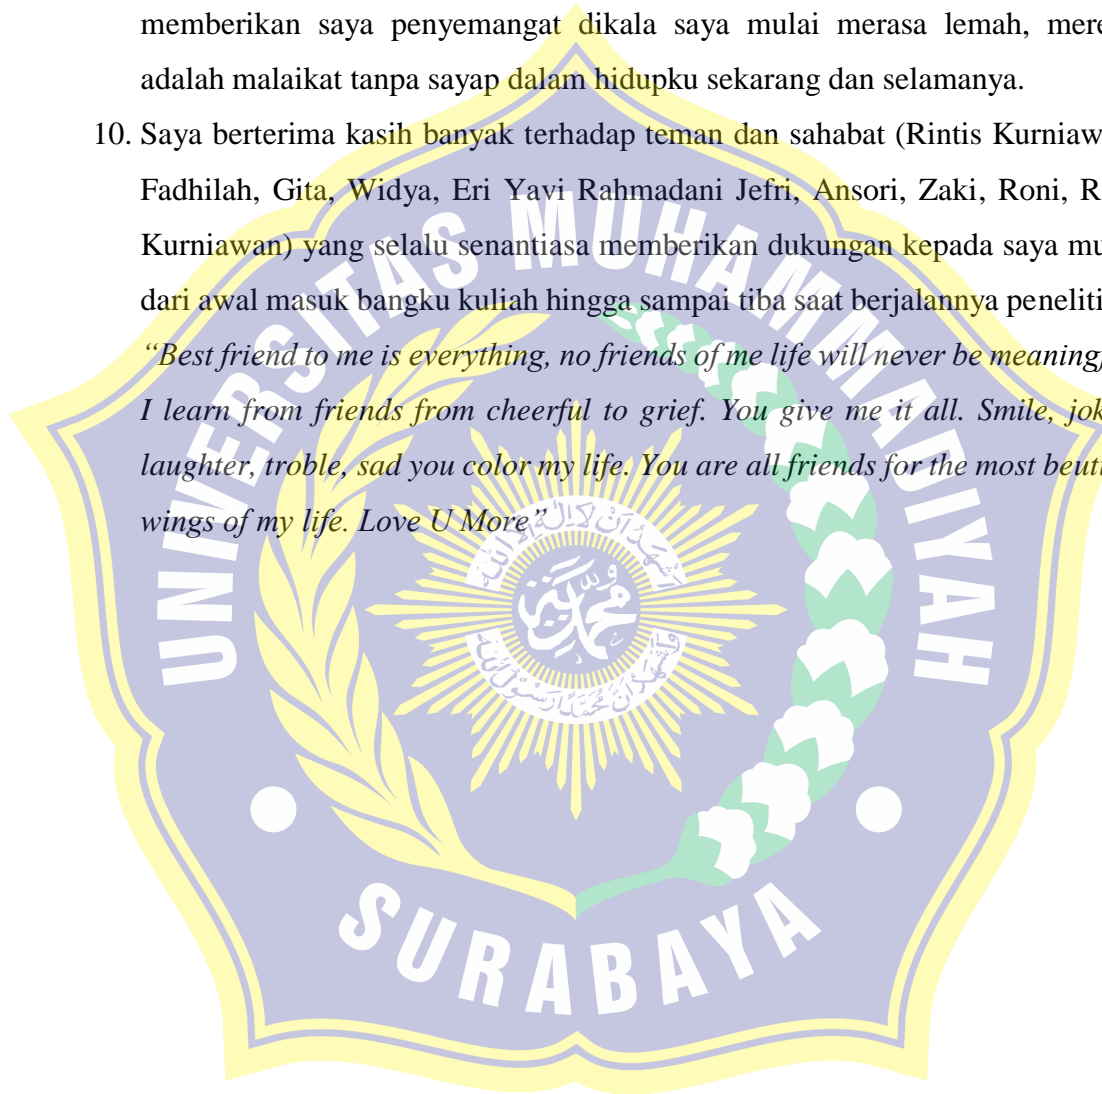 memberikan saya penyemangat dikala saya mulai merasa lemah, mere
adalah malaikat tanpa sayap dalam hidupku sekarang dan selamanya.
10. Saya berterima kasih banyak terhadap teman dan sahabat (Rintis Kurniaw
Fadhilah, Gita, Widya, Eri Yavi Rahmadani Jefri, Ansori, Zaki, Roni, R
Kurniawan) yang selalu senantiasa memberikan dukungan kepada saya mu
dari awal masuk bangku kuliah hingga sampai tiba saat berjalannya peneliti
“Best friend to me is everything, no friends of me life will never be meaning
I learn from friends from cheerful to grief. You give me it all. Smile, jok
laughter, troble, sad you color my life. You are all friends for the most beut
wings of my life. Love U More”
UNIVERSITAS MUHAMMADIYAH
SURABAYA